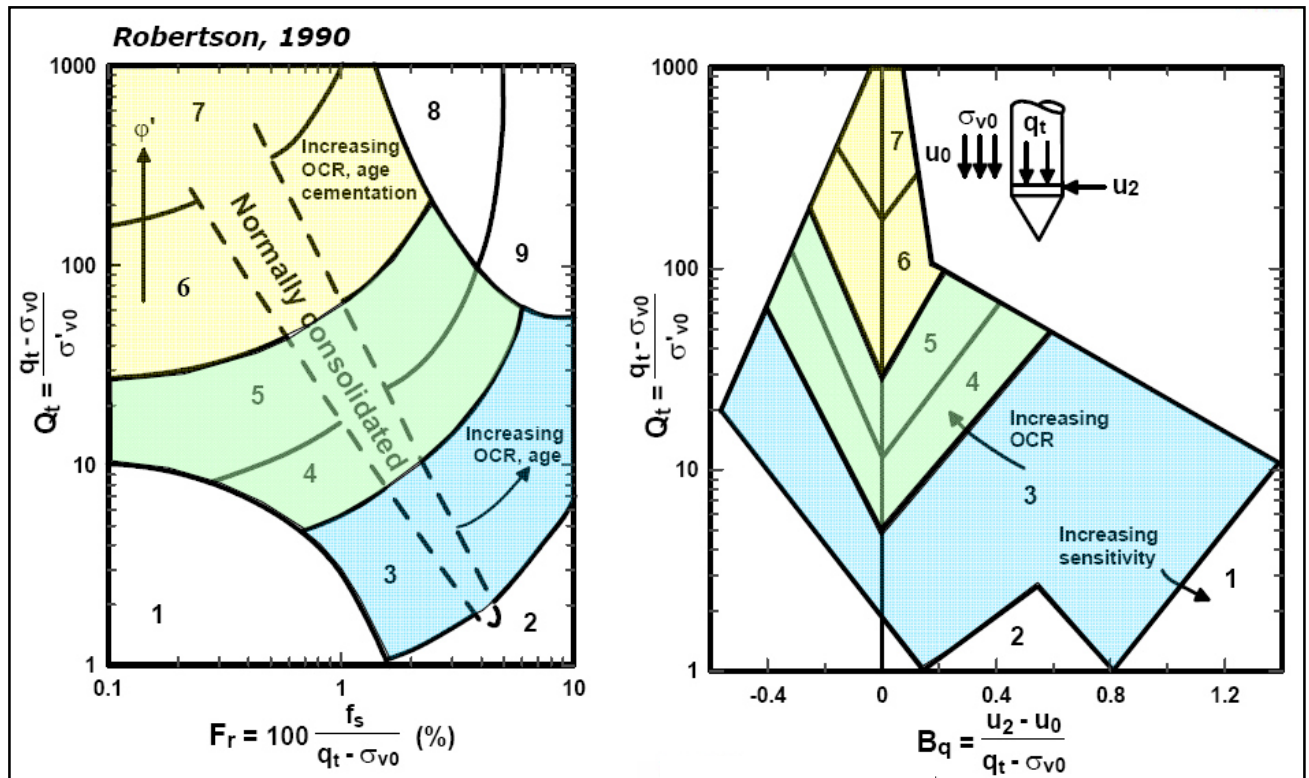 Robertson, 1990
1000
100
10
1
Qt = qt - σv0
σ'v0
7
φ'
6
8
9
Increasing
OCR, age
cementation
Normally consolidated
5
4
Increasing
OCR, age
3
1
2
0.1
1
10
Fr = 100 fs (%)
qt - σv0
1000
100
10
1
Qt = qt - σv0
σ'v0
7
6
5
4
σv0
qt
u0
u2
Increasing
OCR
3
Increasing
sensitivity
1
2
-0.4
0
0.4
0.8
1.2
Bq = u2 - u0
qt - σv0